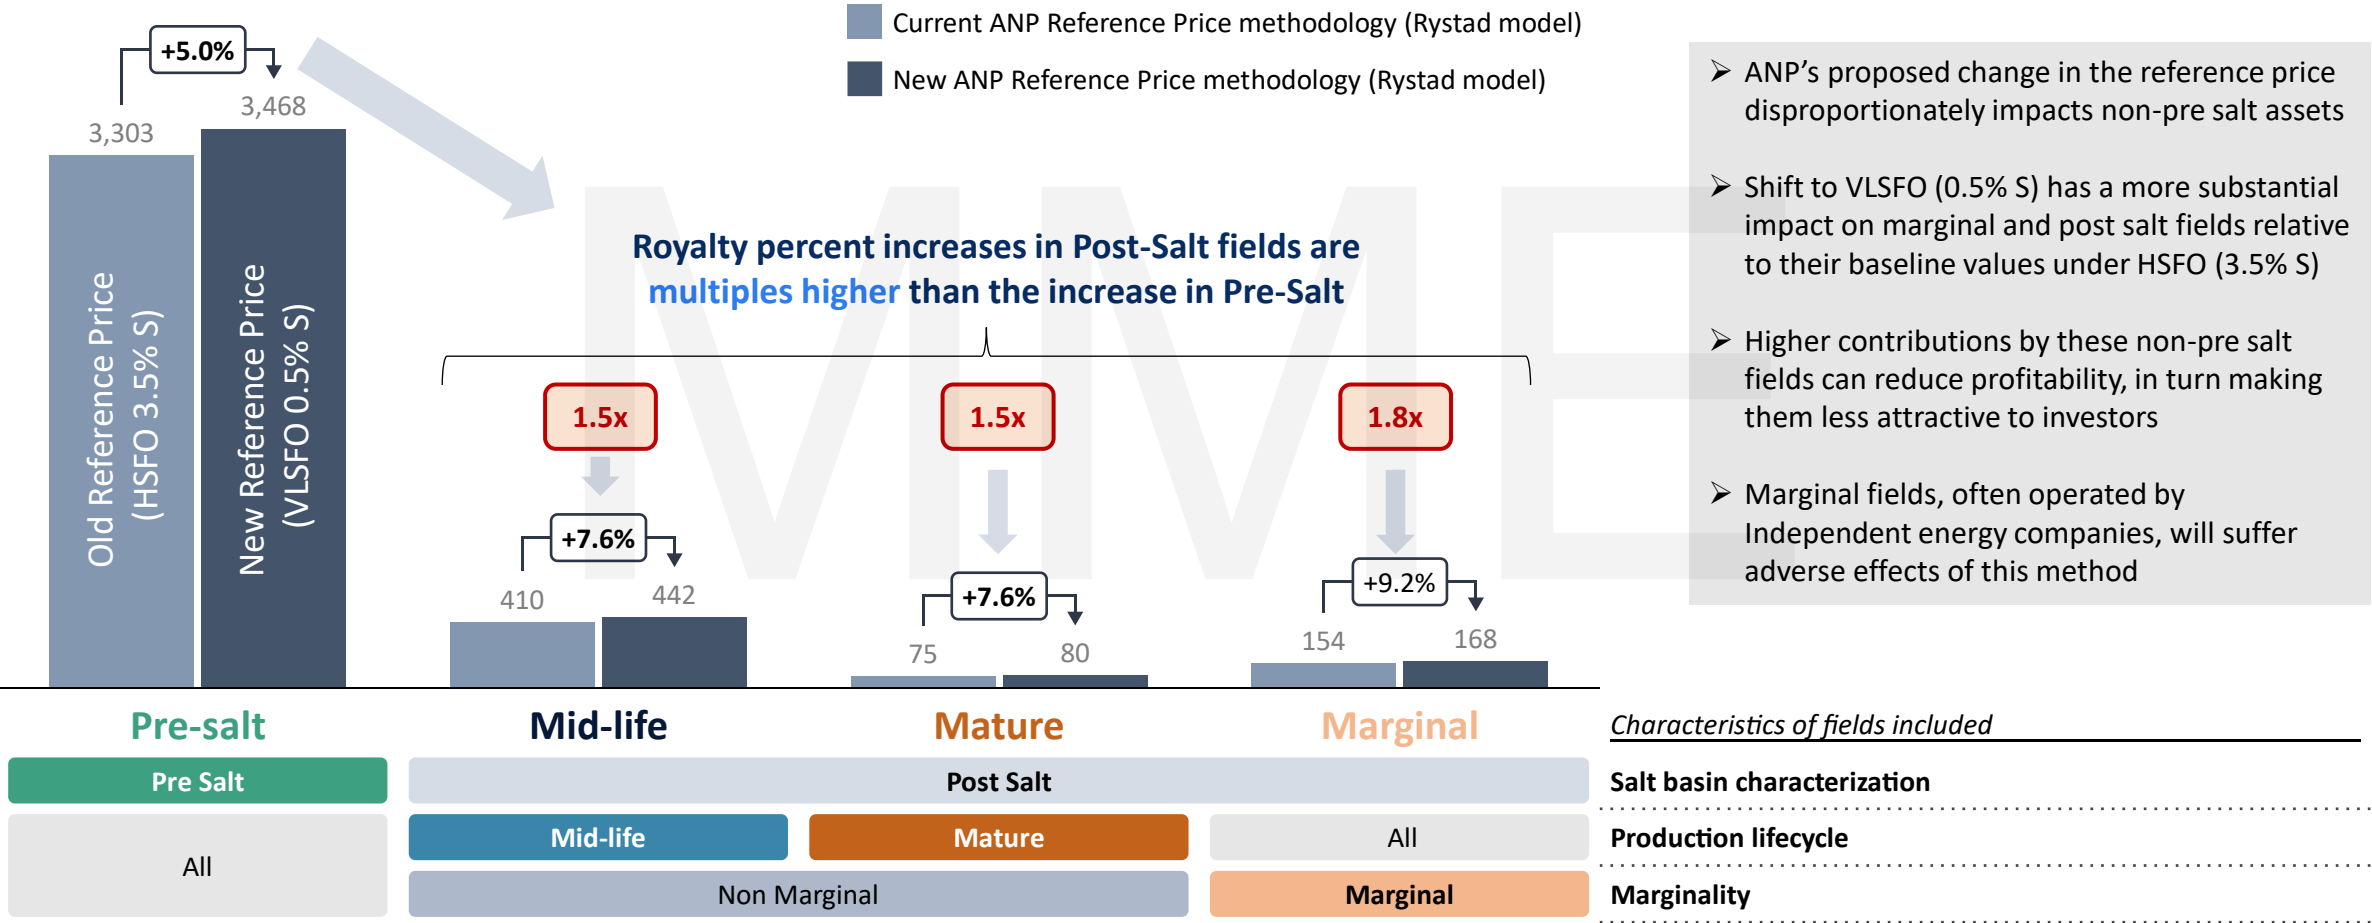 Current ANP Reference Price methodology (Rystad model)
New ANP Reference Price methodology (Rystad model)
+5.0%
3,303
3,468
Old Reference Price
(HSFO 3.5% S)
New Reference Price
(VLSFO 0.5% S)
MME
Royalty percent increases in Post-Salt fields are
multiples higher than the increase in Pre-Salt
1.5x
1.5x
1.8x
+7.6%
410
442
+7.6%
75
80
+9.2%
154
168
➢ ANP’s proposed change in the reference price
disproportionately impacts non-pre salt assets
➢ Shift to VLSFO (0.5% S) has a more substantial
impact on marginal and post salt fields relative
to their baseline values under HSFO (3.5% S)
➢ Higher contributions by these non-pre salt
fields can reduce profitability, in turn making
them less attractive to investors
➢ Marginal fields, often operated by
Independent energy companies, will suffer
adverse effects of this method
Pre-salt
Mid-life
Mature
Marginal
Characteristics of fields included
Pre Salt
Post Salt
Salt basin characterization
All
Mid-life
Mature
All
Production lifecycle
Non Marginal
Marginal
Marginality